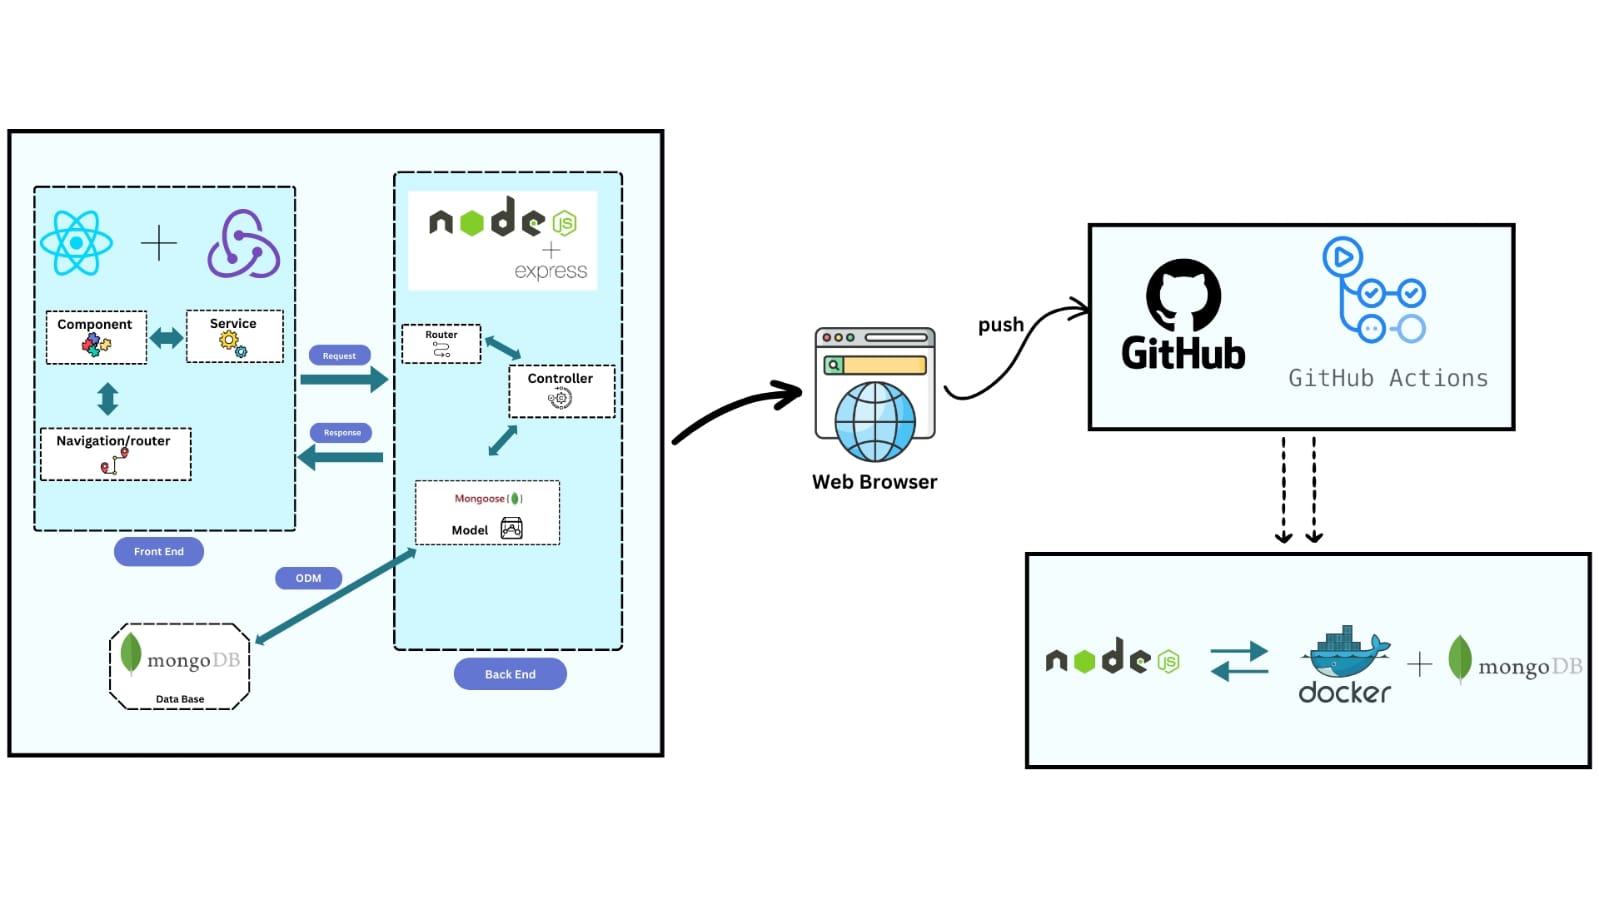 node JS
+
express
Component
Service
Navigation/router
Front End
Request
Response
Router
Controller
Mongoose{ }
Model
Back End
ODM
mongoDB
Data Base
Web Browser
push
GitHub
GitHub Actions
node JS
docker
+
mongoDB